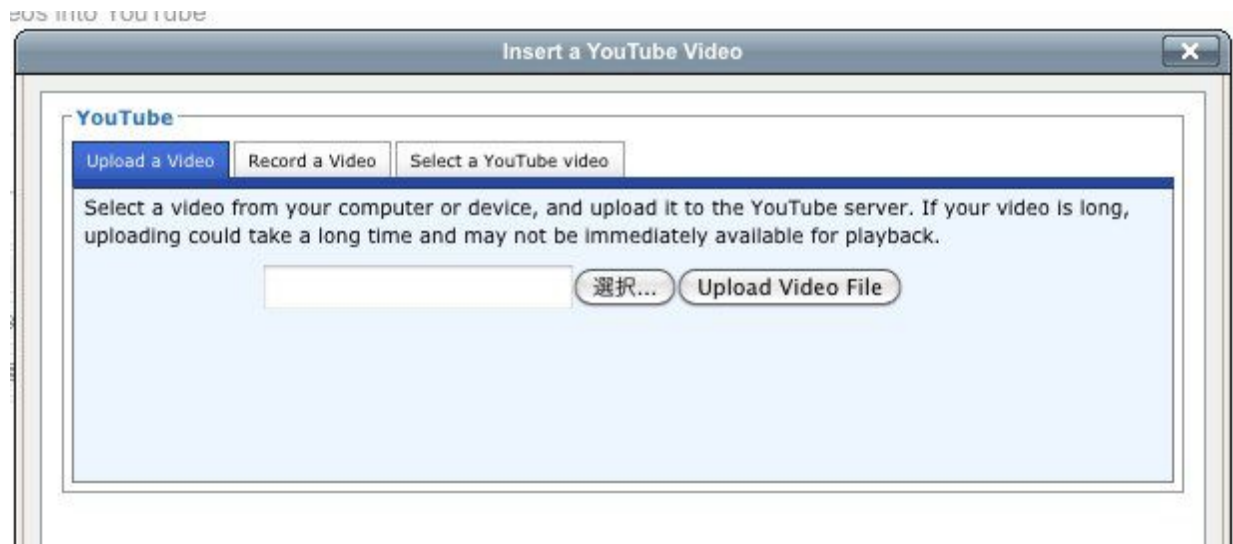 into YouTube
Insert a YouTube Video
YouTube
Upload a Video Record a Video Select a YouTube video
Select a video from your computer or device, and upload it to the YouTube server. If your video is long,
uploading could take a long time and may not be immediately available for playback.
選択... Upload Video File